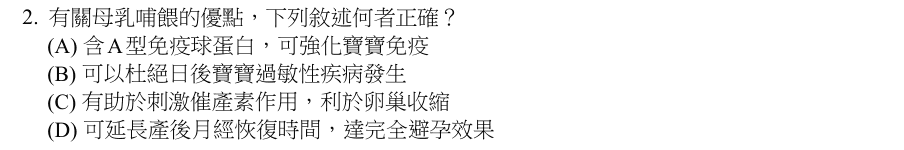 2. 有關母乳哺餵的優點，下列敘述何者正確？
(A) 含A型免疫球蛋白，可強化寶寶免疫
(B) 可以杜絕日後寶寶過敏性疾病發生
(C) 有助於刺激催產素作用，利於卵巢收縮
(D) 可延長產後月經恢復時間，達完全避孕效果